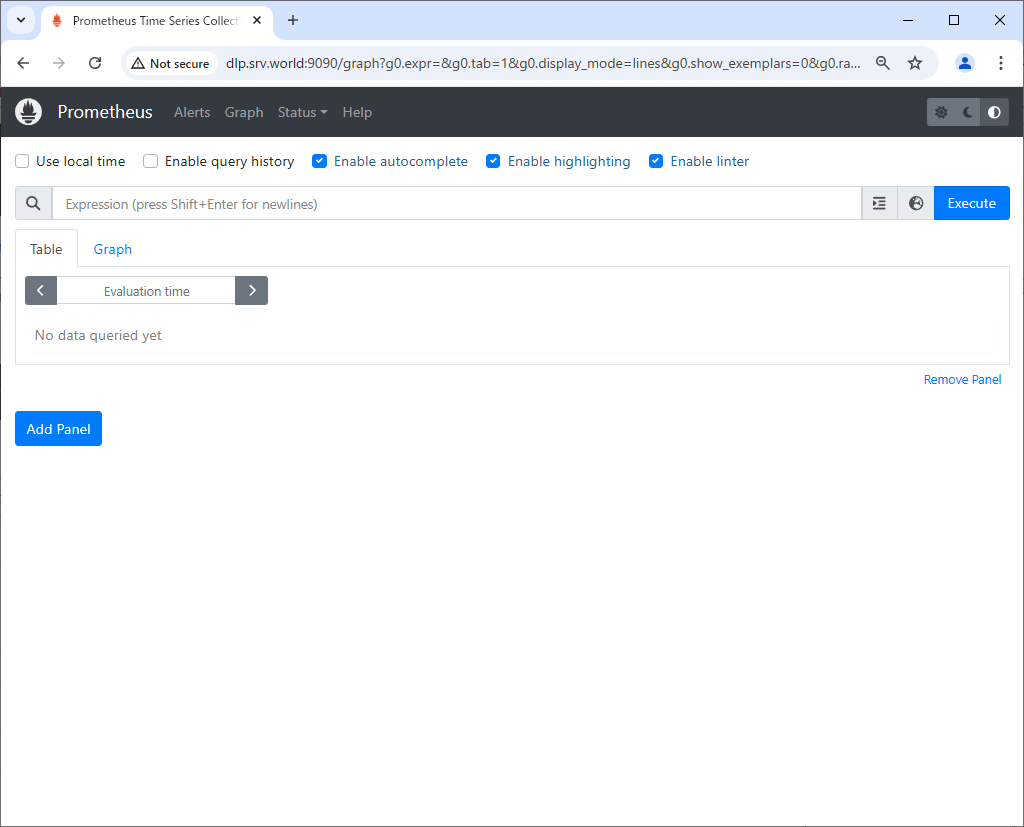 Prometheus Time Series Collect
Not secure
dlp.srv.world:9090/graph?g0.expr=&g0.tab=1&g0.display_mode=lines&g0.show_exemplars=0&g0.ra...
Prometheus Alerts Graph Status Help
Use local time Enable query history Enable autocomplete Enable highlighting Enable linter
Expression (press Shift+Enter for newlines) Execute
Table Graph
Evaluation time
No data queried yet
Remove Panel
Add Panel